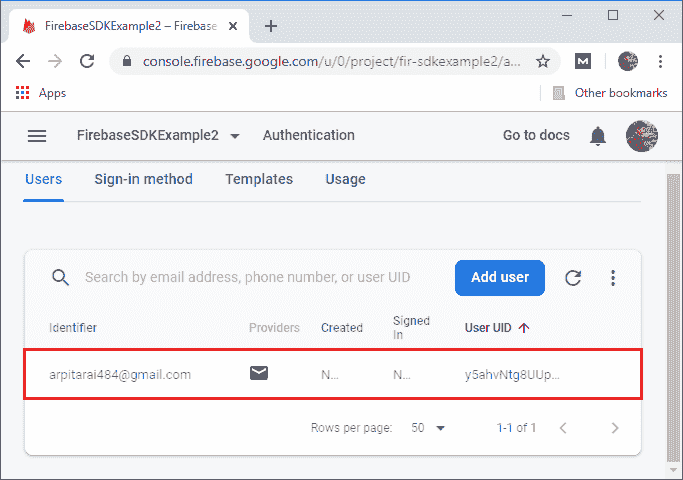 FirebaseSDKExample2 – Firebase
console.firebase.google.com/u/0/project/fir-sdkexample2/a...
Apps Other bookmarks
FirebaseSDKExample2 Authentication Go to docs
Users Sign-in method Templates Usage
Search by email address, phone number, or user UID Add user
Identifier Providers Created Signed In User UID
arpitarai484@gmail.com N... N... y5ahvNtg8UUp...
Rows per page: 50 1-1 of 1